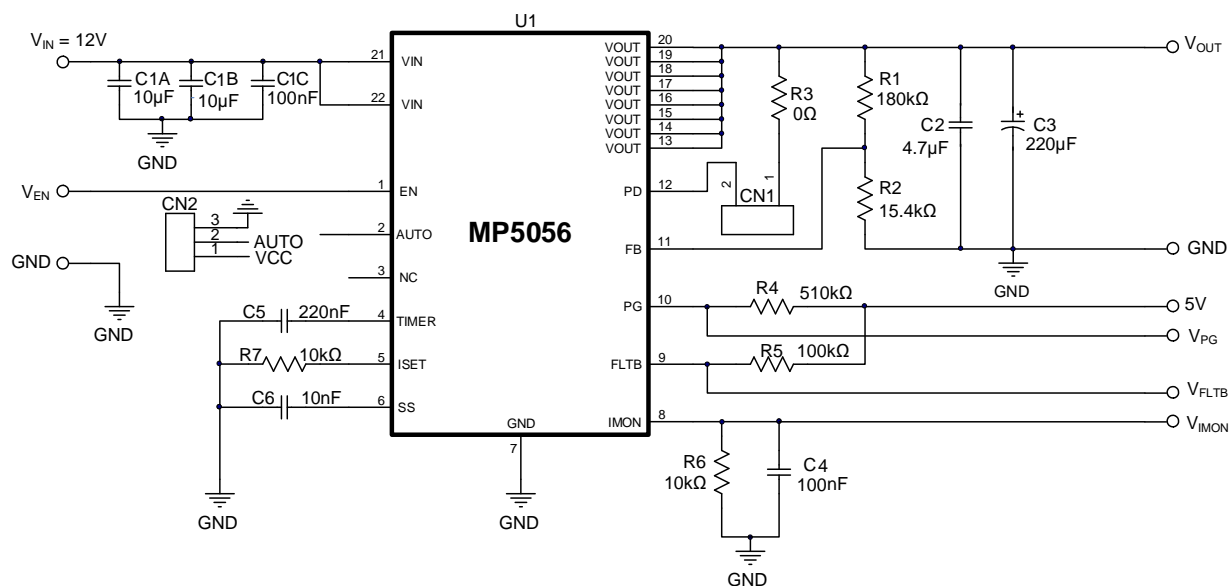 U1
MP5056
V_IN = 12V
C1A
10µF
C1B
10µF
C1C
100nF
GND
V_EN
CN2
3
2
1
AUTO
VCC
GND
GND
C5 220nF
R7 10kΩ
C6 10nF
GND
21 VIN
22 VIN
1 EN
2 AUTO
3 NC
4 TIMER
5 ISET
6 SS
GND
7
GND
VOUT 20
VOUT 19
VOUT 18
VOUT 17
VOUT 16
VOUT 15
VOUT 14
VOUT 13
PD 12
FB 11
PG 10
FLTB 9
IMON 8
R3
0Ω
2
1
CN1
R1
180kΩ
R2
15.4kΩ
C2
4.7µF
+
C3
220µF
V_OUT
GND
GND
R4 510kΩ
5V
V_PG
R5 100kΩ
V_FLTB
V_IMON
R6
10kΩ
C4
100nF
GND